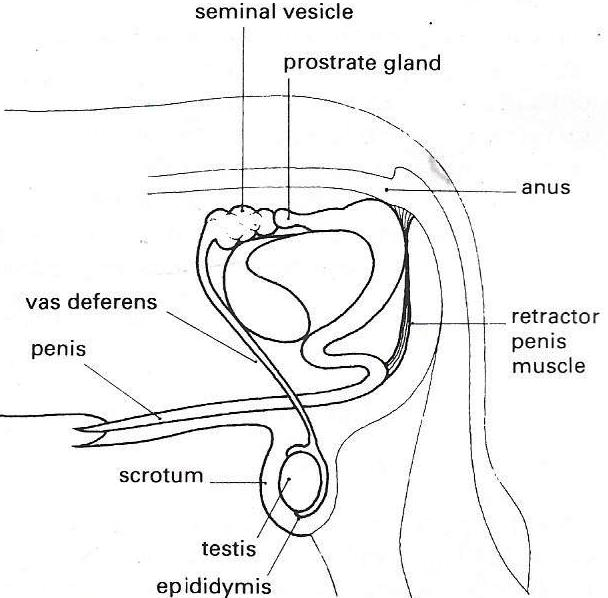 seminal vesicle
prostrate gland
anus
vas deferens
retractor
penis
muscle
penis
scrotum
testis
epididymis